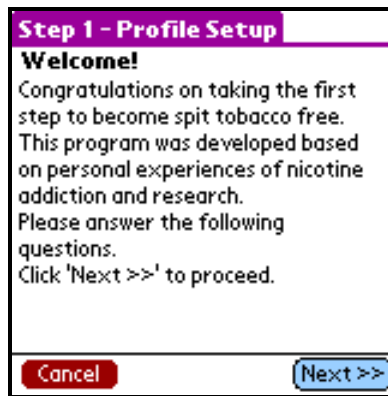 Step 1 - Profile Setup
Welcome!
Congratulations on taking the first
step to become spit tobacco free.
This program was developed based
on personal experiences of nicotine
addiction and research.
Please answer the following
questions.
Click 'Next >>' to proceed.
Cancel
Next >>